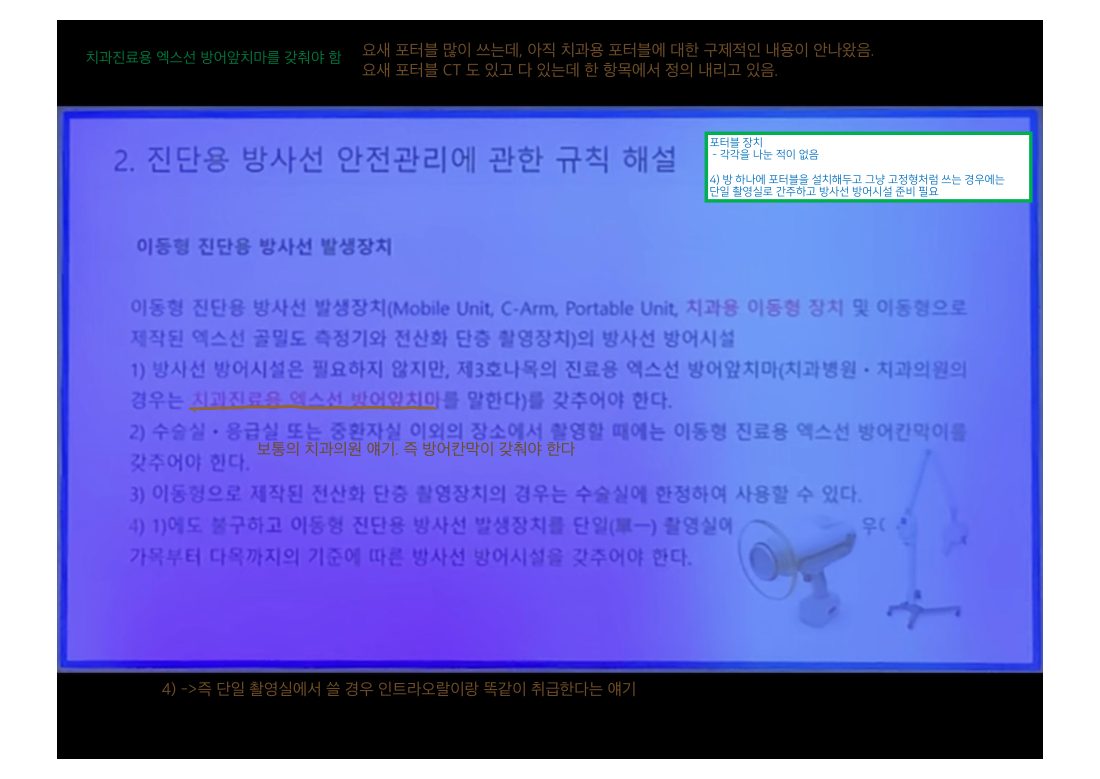 치과진료용 엑스선 방어앞치마를 갖춰야 함
요새 포터블 많이 쓰는데, 아직 치과용 포터블에 대한 구제적인 내용이 안나왔음.
요새 포터블 CT 도 있고 다 있는데 한 항목에서 정의 내리고 있음.
2. 진단용 방사선 안전관리에 관한 규칙 해설
포터블 장치
- 각각을 나눈 적이 없음
4) 방 하나에 포터블을 설치해두고 그냥 고정형처럼 쓰는 경우에는
단일 촬영실로 간주하고 방사선 방어시설 준비 필요
이동형 진단용 방사선 발생장치
이동형 진단용 방사선 발생장치(Mobile Unit, C-Arm, Portable Unit, 치과용 이동형 장치 및 이동형으로
제작된 엑스선 골밀도 측정기와 전산화 단층 촬영장치)의 방사선 방어시설
1) 방사선 방어시설은 필요하지 않지만, 제3호나목의 진료용 엑스선 방어앞치마(치과병원・치과의원의
경우는 치과진료용 엑스선 방어앞치마를 말한다)를 갖추어야 한다.
2) 수술실・응급실 또는 중환자실 이외의 장소에서 촬영할 때에는 이동형 진료용 엑스선 방어칸막이를
보통의 치과의원 얘기. 즉 방어칸막이 갖춰야 한다
갖추어야 한다.
3) 이동형으로 제작된 전산화 단층 촬영장치의 경우는 수술실에 한정하여 사용할 수 있다.
4) 1)에도 불구하고 이동형 진단용 방사선 발생장치를 단일(單一) 촬영실에
가목부터 다목까지의 기준에 따른 방사선 방어시설을 갖추어야 한다.
4) ->즉 단일 촬영실에서 쓸 경우 인트라오랄이랑 똑같이 취급한다는 얘기